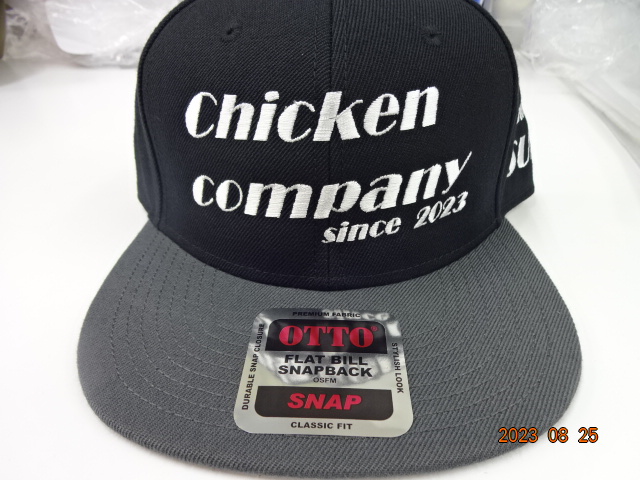 Chicken
company
since 2023
SU
PREMIUM FABRIC
DURABLE SNAP CLOSURE
OTTO
FLAT BILL
SNAPBACK
OSFM
SNAP
STYLISH LOOK
CLASSIC FIT
2023 08 25